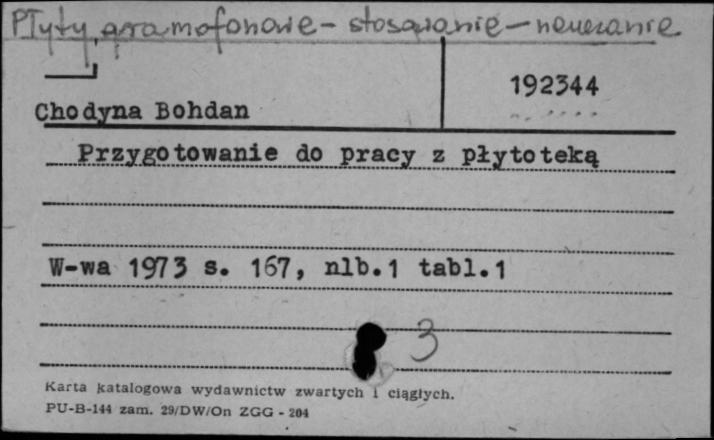 Płyty gramofonowe - stosowanie - nauczanie
192344
Chodyna Bohdan
Przygotowanie do pracy z płytoteką
W-wa 1973 s. 167, nlb.1 tabl.1
3
Karta katalogowa wydawnictw zwartych i ciągłych.
PU-B-144 zam. 29/DW/On ZGG - 204